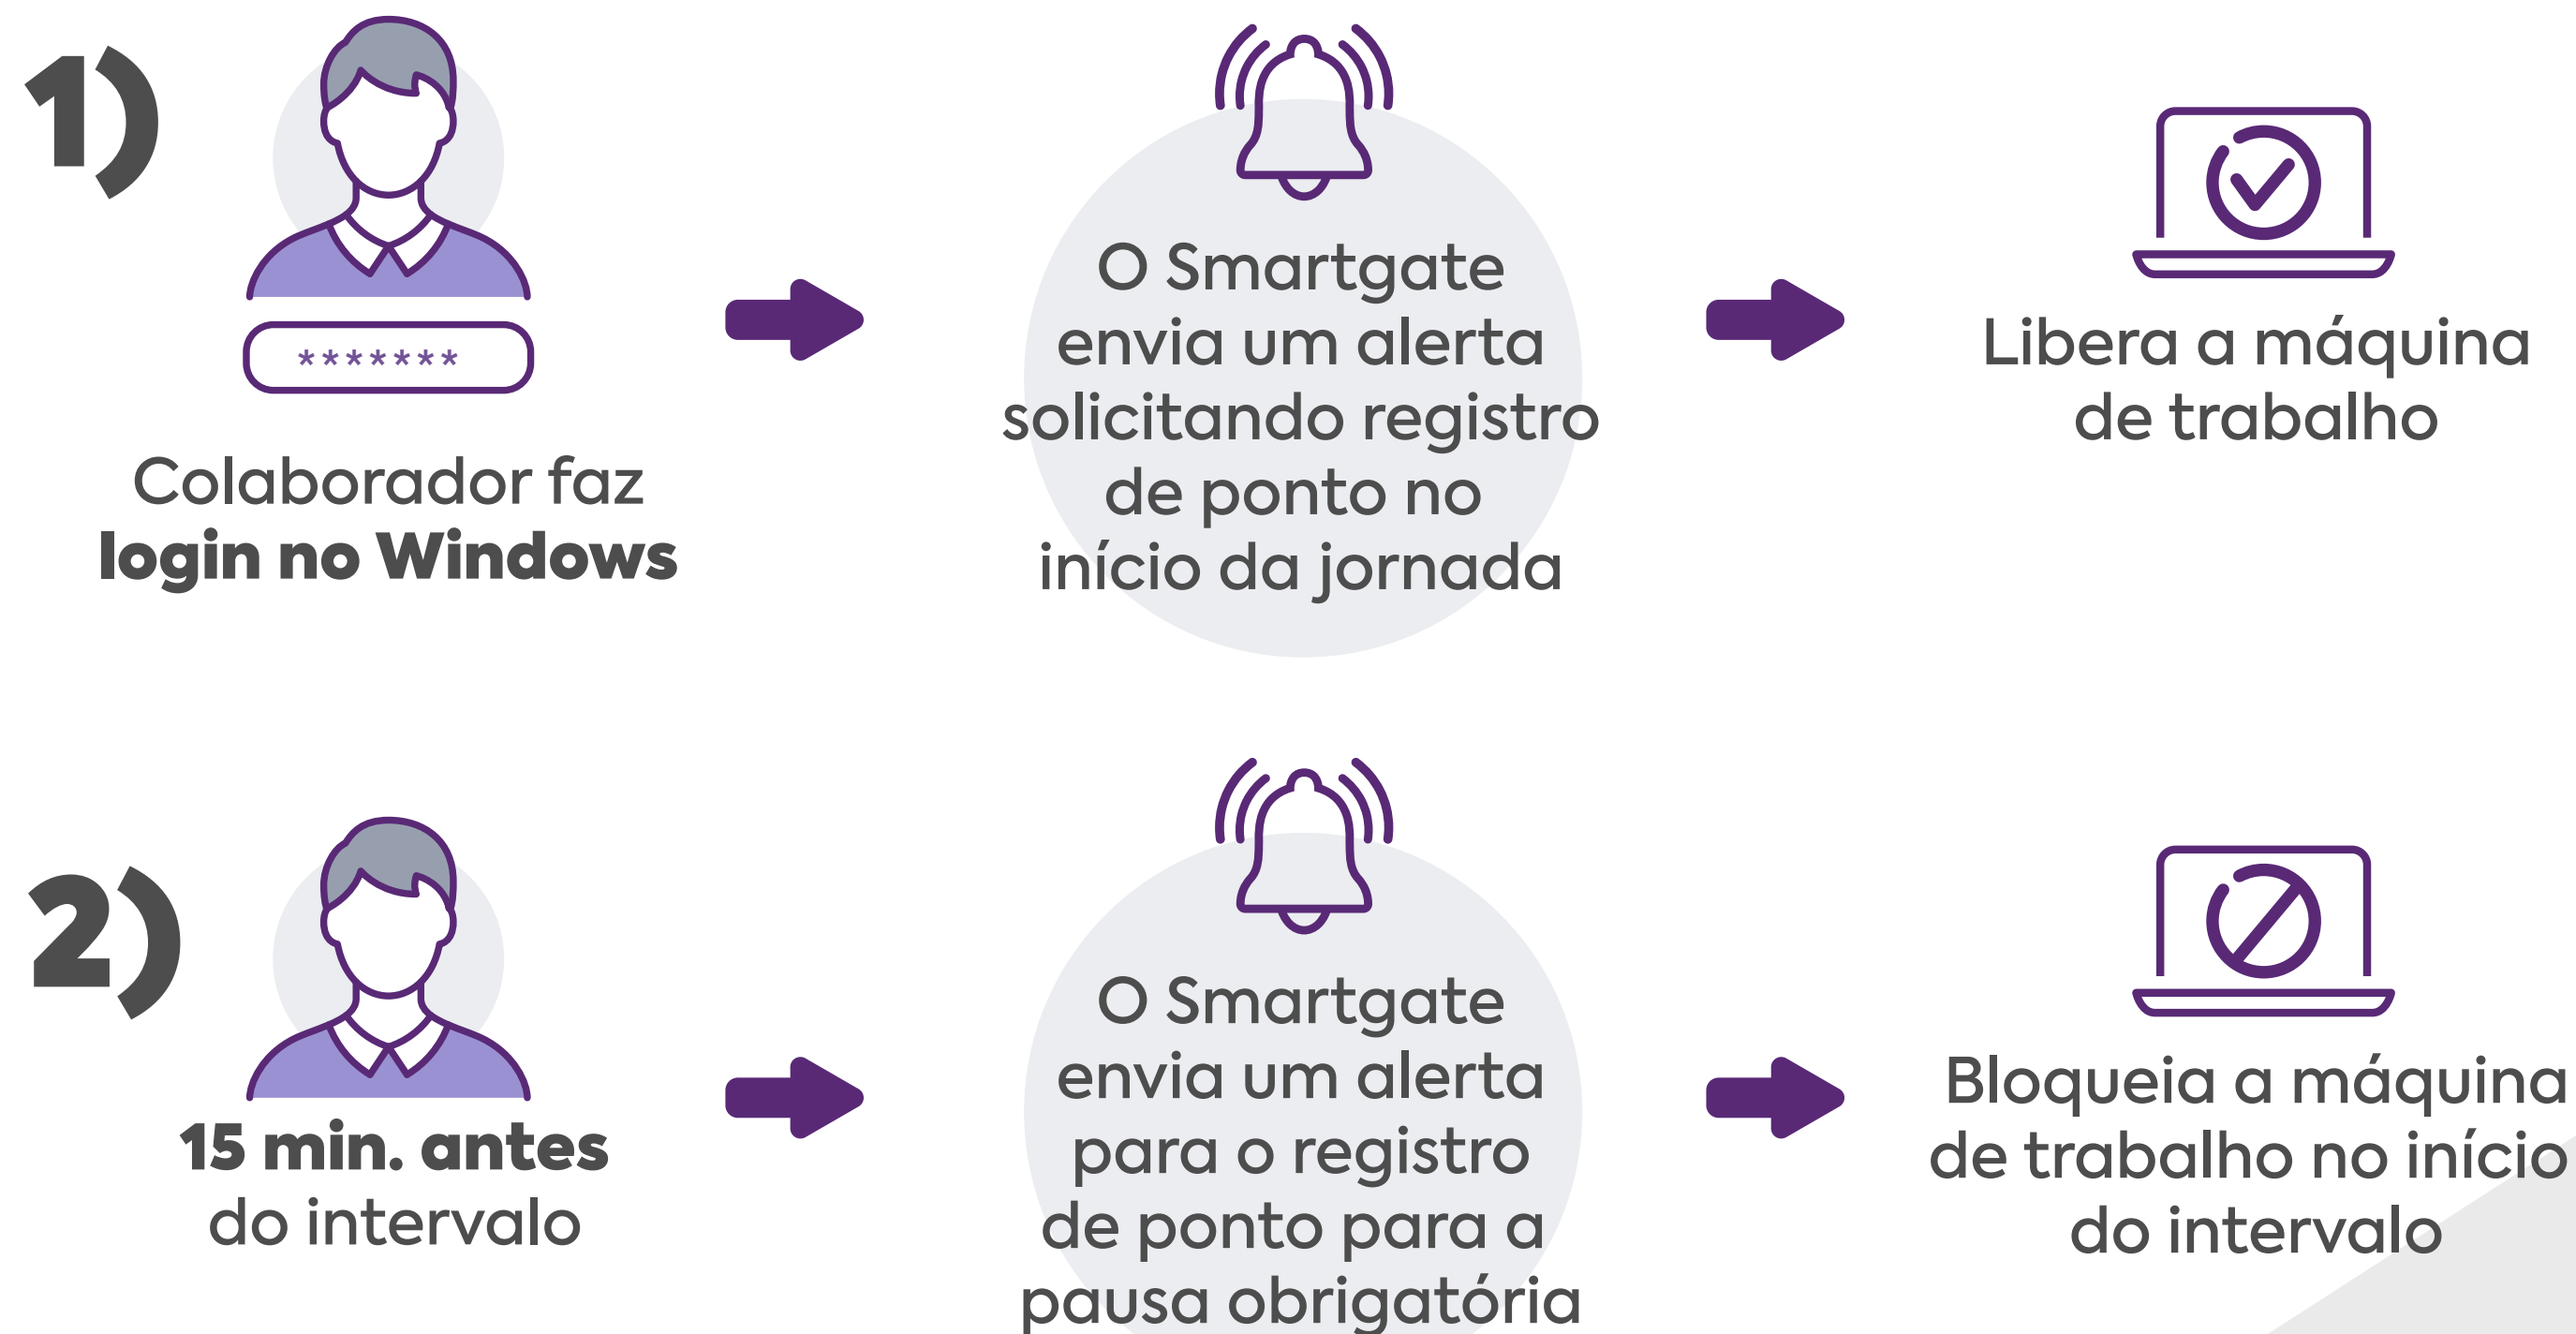 1)
*******
Colaborador faz
login no Windows
O Smartgate
envia um alerta
solicitando registro
de ponto no
início da jornada
Libera a máquina
de trabalho
2)
15 min. antes
do intervalo
O Smartgate
envia um alerta
para o registro
de ponto para a
pausa obrigatória
Bloqueia a máquina
de trabalho no início
do intervalo